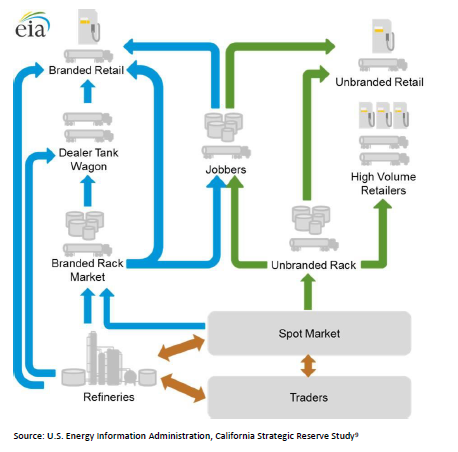 eia
Branded Retail
Unbranded Retail
Dealer Tank
Wagon
Jobbers
High Volume
Retailers
Branded Rack
Market
Unbranded Rack
Spot Market
Refineries
Traders
Source: U.S. Energy Information Administration, California Strategic Reserve Study⁹